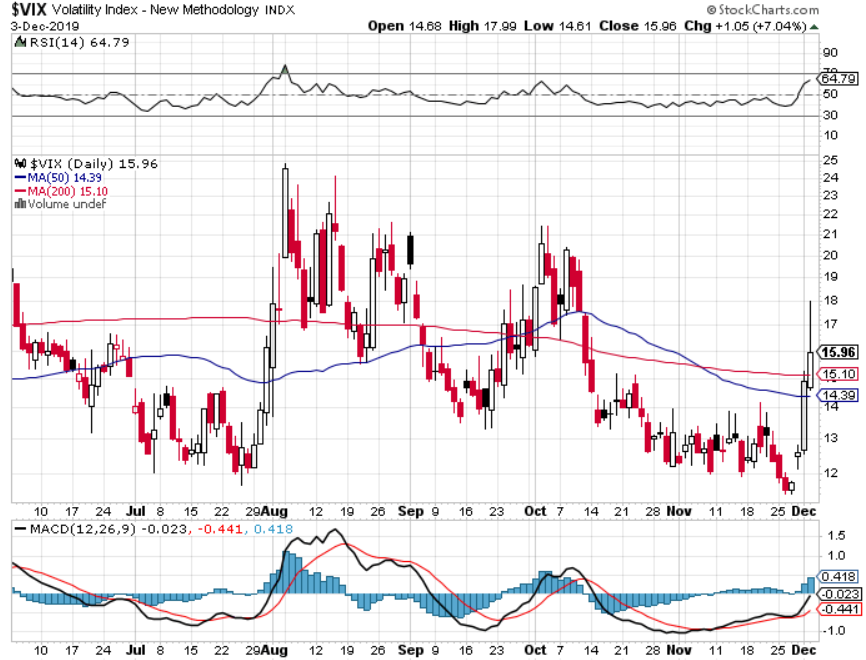 $VIX Volatility Index - New Methodology INDX © StockCharts.com
3-Dec-2019 Open 14.68 High 17.99 Low 14.61 Close 15.96 Chg +1.05 (+7.04%)
RSI(14) 64.79
90
70
64.79
50
30
10
$VIX (Daily) 15.96
MA(50) 14.39
MA(200) 15.10
Volume undef
25
24
23
22
21
20
19
18
17
15.96
15.10
14.39
14
13
12
10 17 24 Jul 8 15 22 29 Aug 12 19 26 Sep 9 16 23 Oct 7 14 21 28 Nov 11 18 25 Dec
MACD(12,26,9) -0.023, -0.441, 0.418
1.5
1.0
0.418
-0.023
-0.441
-1.0
10 17 24 Jul 8 15 22 29 Aug 12 19 26 Sep 9 16 23 Oct 7 14 21 28 Nov 11 18 25 Dec